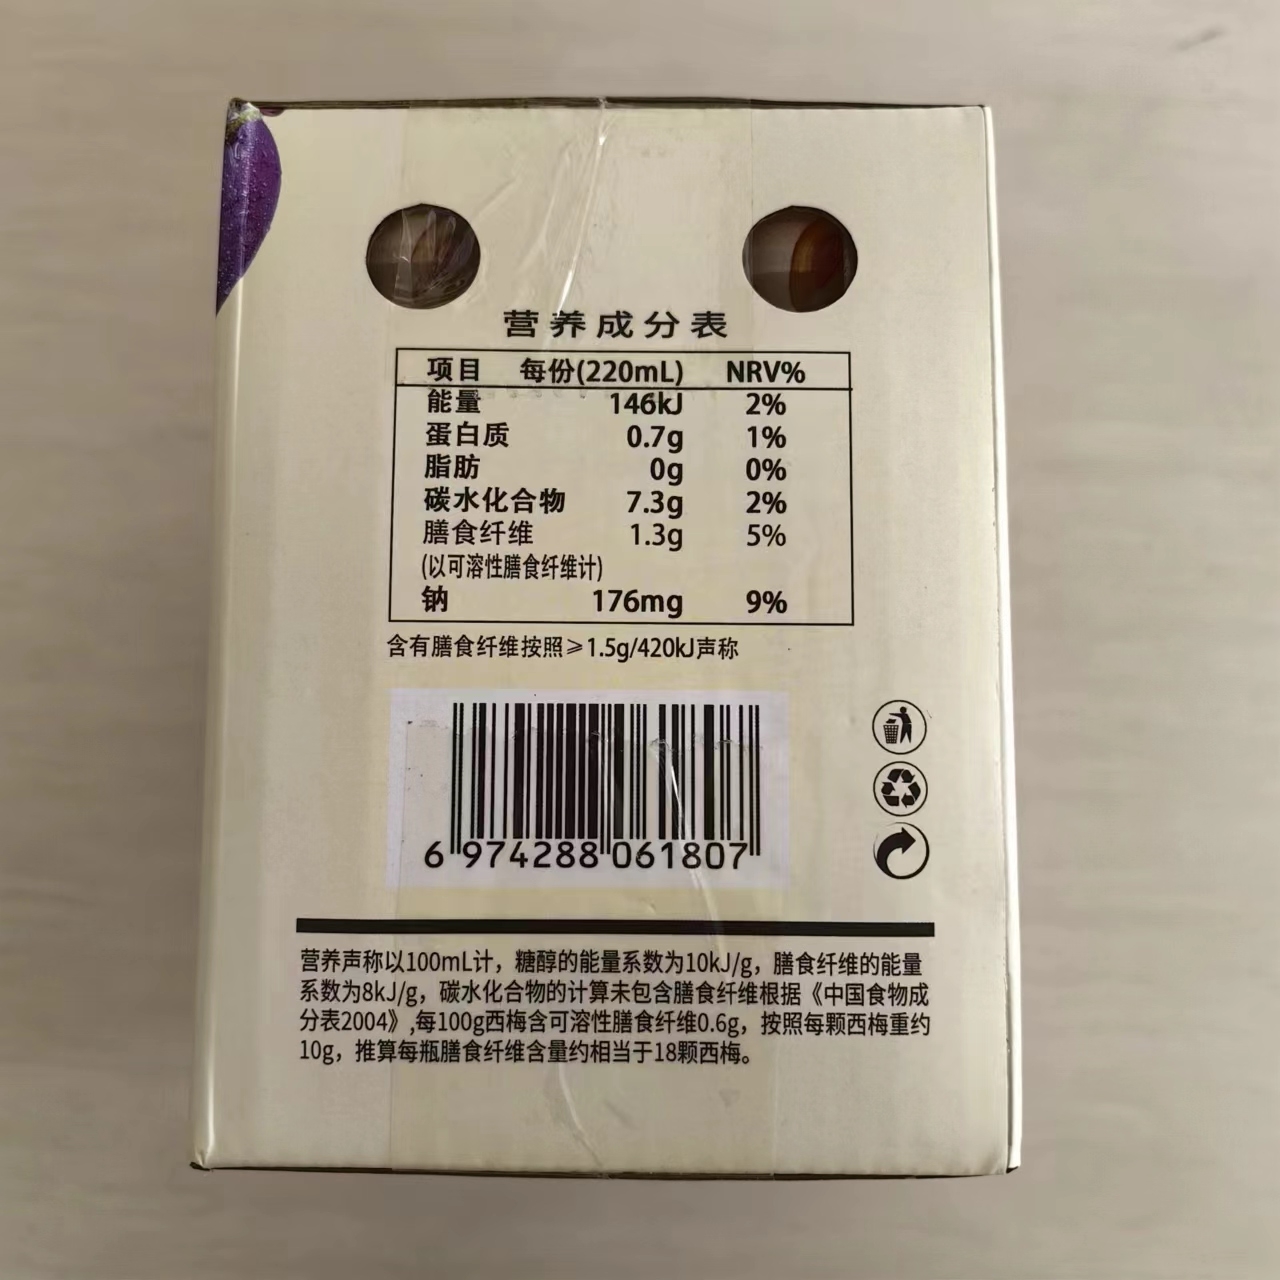 营养成分表
项目 每份(220mL) NRV%
能量 146kJ 2%
蛋白质 0.7g 1%
脂肪 0g 0%
碳水化合物 7.3g 2%
膳食纤维 1.3g 5%
(以可溶性膳食纤维计)
钠 176mg 9%
含有膳食纤维按照≥1.5g/420kJ声称
6 974288 061807
营养声称以100mL计，糖醇的能量系数为10kJ/g，膳食纤维的能量
系数为8kJ/g，碳水化合物的计算未包含膳食纤维根据《中国食物成
分表2004》,每100g西梅含可溶性膳食纤维0.6g，按照每颗西梅重约
10g，推算每瓶膳食纤维含量约相当于18颗西梅。